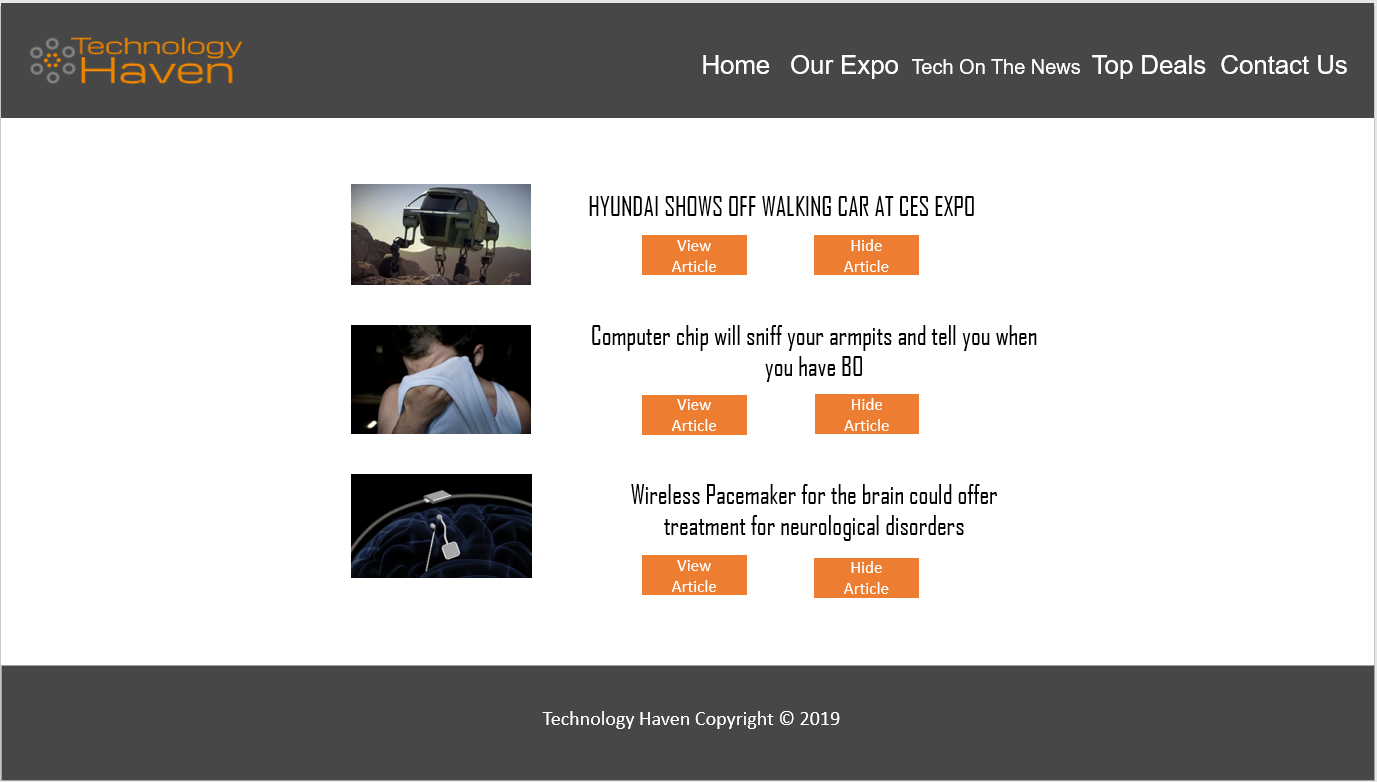 Technology
Haven
Home Our Expo Tech On The News Top Deals Contact Us
HYUNDAI SHOWS OFF WALKING CAR AT CES EXPO
View
Article
Hide
Article
Computer chip will sniff your armpits and tell you when
you have BO
View
Article
Hide
Article
Wireless Pacemaker for the brain could offer
treatment for neurological disorders
View
Article
Hide
Article
Technology Haven Copyright © 2019